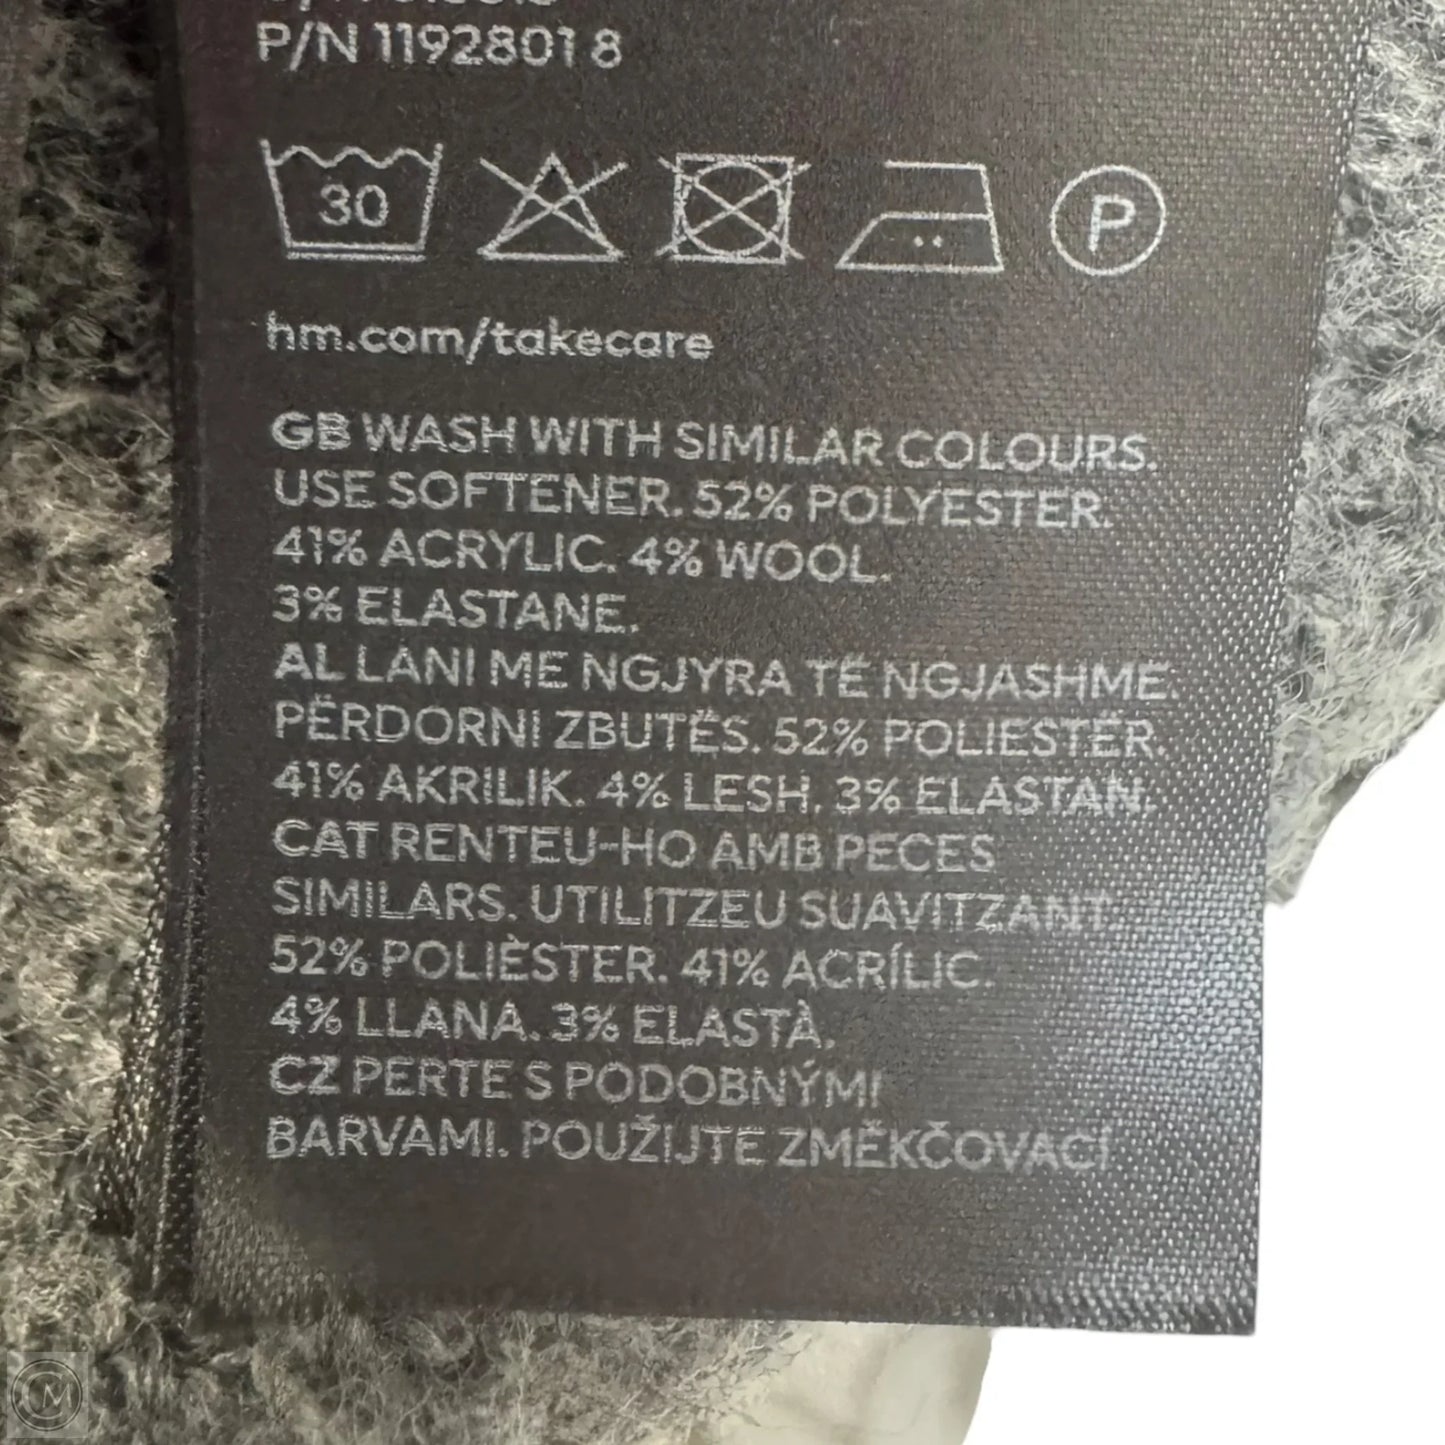 P/N 1192801 8
30
P
hm.com/takecare
GB WASH WITH SIMILAR COLOURS.
USE SOFTENER. 52% POLYESTER.
41% ACRYLIC. 4% WOOL.
3% ELASTANE.
AL LANI ME NGJYRA TË NGJASHME.
PËRDORNI ZBUTËS. 52% POLIESTËR.
41% AKRILIK. 4% LESH. 3% ELASTAN.
CAT RENTEU-HO AMB PECES
SIMILARS. UTILITZEU SUAVITZANT.
52% POLIÈSTER. 41% ACRÍLIC.
4% LLANA. 3% ELASTÀ.
CZ PERTE S PODOBNÝMI
BARVAMI. POUŽIJTE ZMĚKČOVACÍ
CM